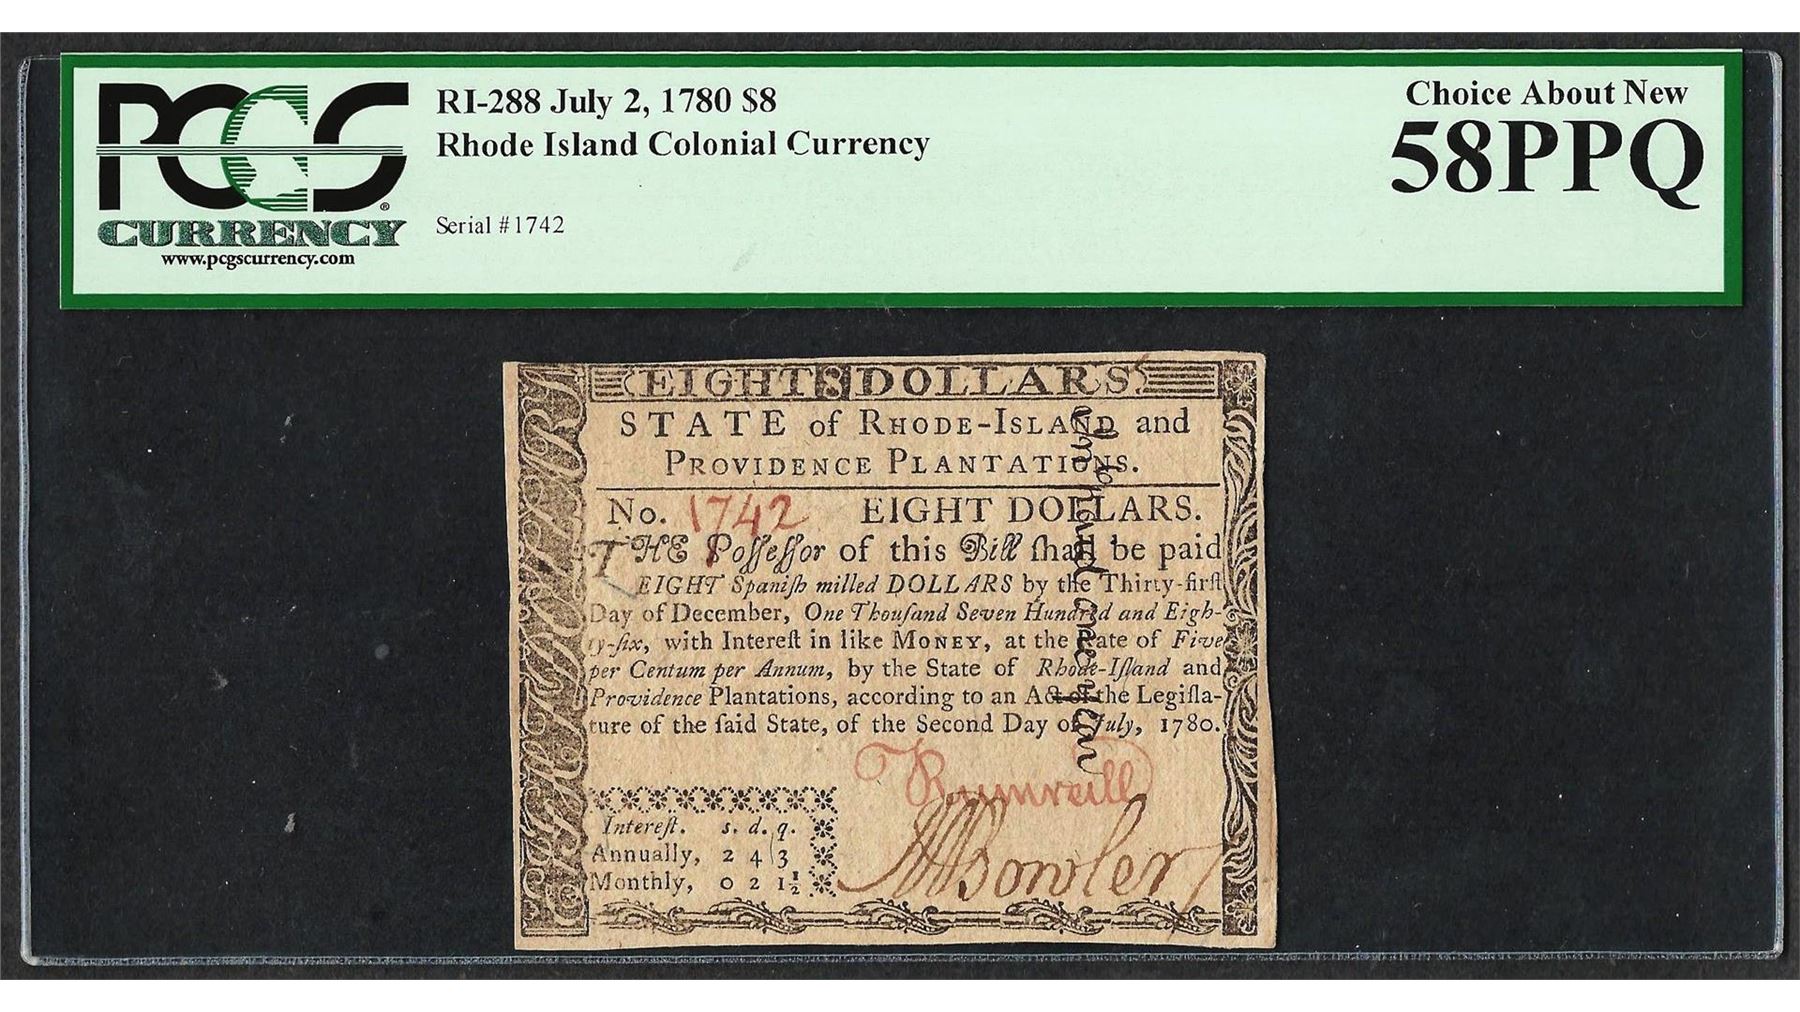 PCGS
CURRENCY
www.pcgscurrency.com
RI-288 July 2, 1780 $8
Rhode Island Colonial Currency
Serial #1742
Choice About New
58PPQ
EIGHT 8 DOLLARS
STATE of RHODE-ISLAND and
PROVIDENCE PLANTATIONS.
No. 1742 EIGHT DOLLARS.
THE Poſſeſſor of this Bill ſhall be paid
EIGHT Spaniſh milled DOLLARS by the Thirty-firſt
Day of December, One Thouſand Seven Hundred and Eigh-
ty-ſix, with Intereſt in like MONEY, at the Rate of Five
per Centum per Annum, by the State of Rhode-Iſland and
Providence Plantations, according to an Act of the Legiſla-
ture of the ſaid State, of the Second Day of July, 1780.
Intereſt. s. d. q.
Annually, 2 4 3
Monthly, 0 2 1½
Bowler